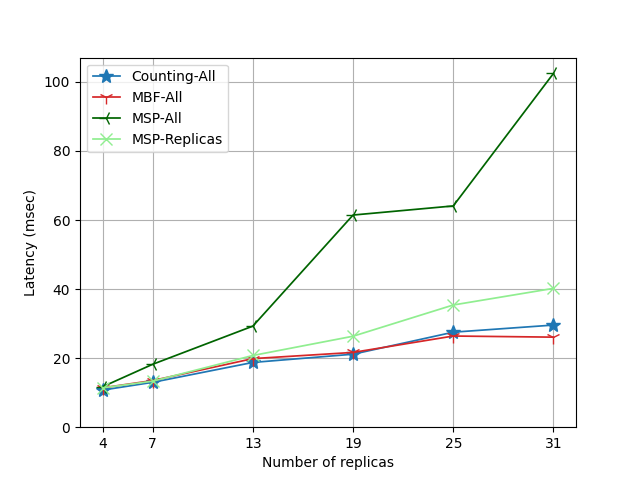 Counting-All
MBF-All
MSP-All
MSP-Replicas
100
80
60
40
20
0
Latency (msec)
4 7 13 19 25 31
Number of replicas